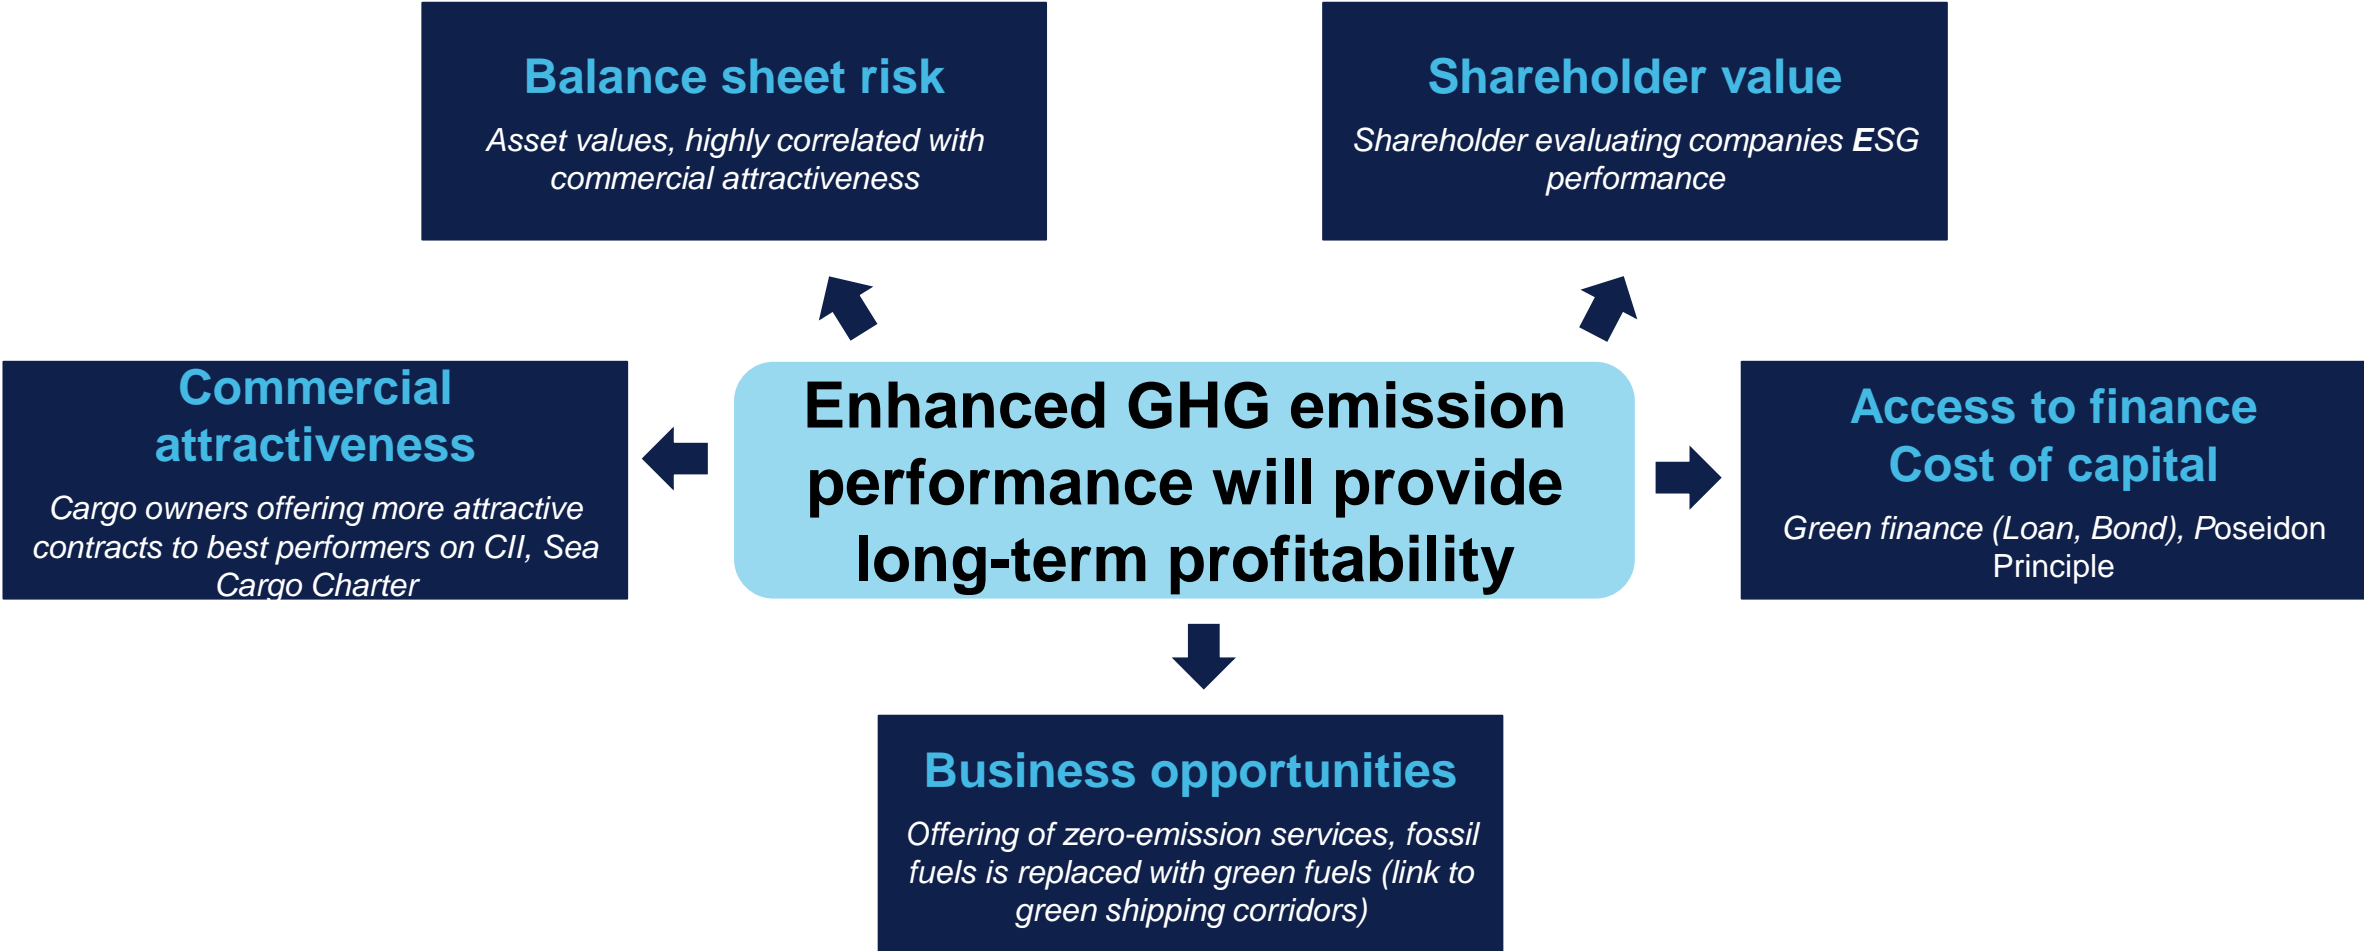 Balance sheet risk
Asset values, highly correlated with
commercial attractiveness
Shareholder value
Shareholder evaluating companies ESG
performance
Commercial
attractiveness
Cargo owners offering more attractive
contracts to best performers on CII, Sea
Cargo Charter
Enhanced GHG emission
performance will provide
long-term profitability
Access to finance
Cost of capital
Green finance (Loan, Bond), Poseidon
Principle
Business opportunities
Offering of zero-emission services, fossil
fuels is replaced with green fuels (link to
green shipping corridors)